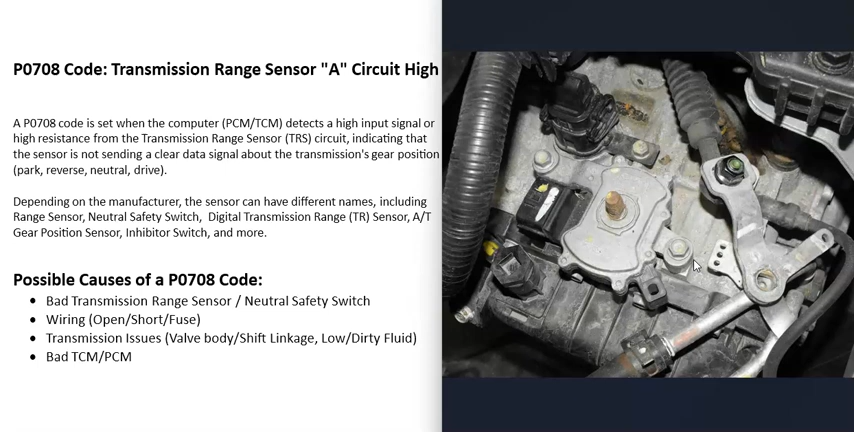 P0708 Code: Transmission Range Sensor "A" Circuit High
A P0708 code is set when the computer (PCM/TCM) detects a high input signal or
high resistance from the Transmission Range Sensor (TRS) circuit, indicating that
the sensor is not sending a clear data signal about the transmission's gear position
(park, reverse, neutral, drive).
Depending on the manufacturer, the sensor can have different names, including
Range Sensor, Neutral Safety Switch,  Digital Transmission Range (TR) Sensor, A/T
Gear Position Sensor, Inhibitor Switch, and more.
Possible Causes of a P0708 Code:
• Bad Transmission Range Sensor / Neutral Safety Switch
• Wiring (Open/Short/Fuse)
• Transmission Issues (Valve body/Shift Linkage, Low/Dirty Fluid)
• Bad TCM/PCM